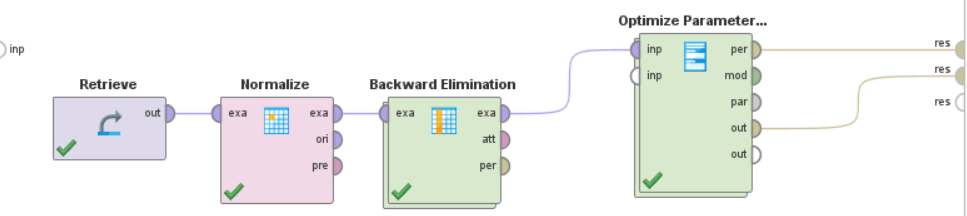 Optimize Parameter...
inp
inp
inp
per
mod
par
out
out
res
res
res
Retrieve
out
Normalize
exa
exa
ori
pre
Backward Elimination
exa
exa
att
per